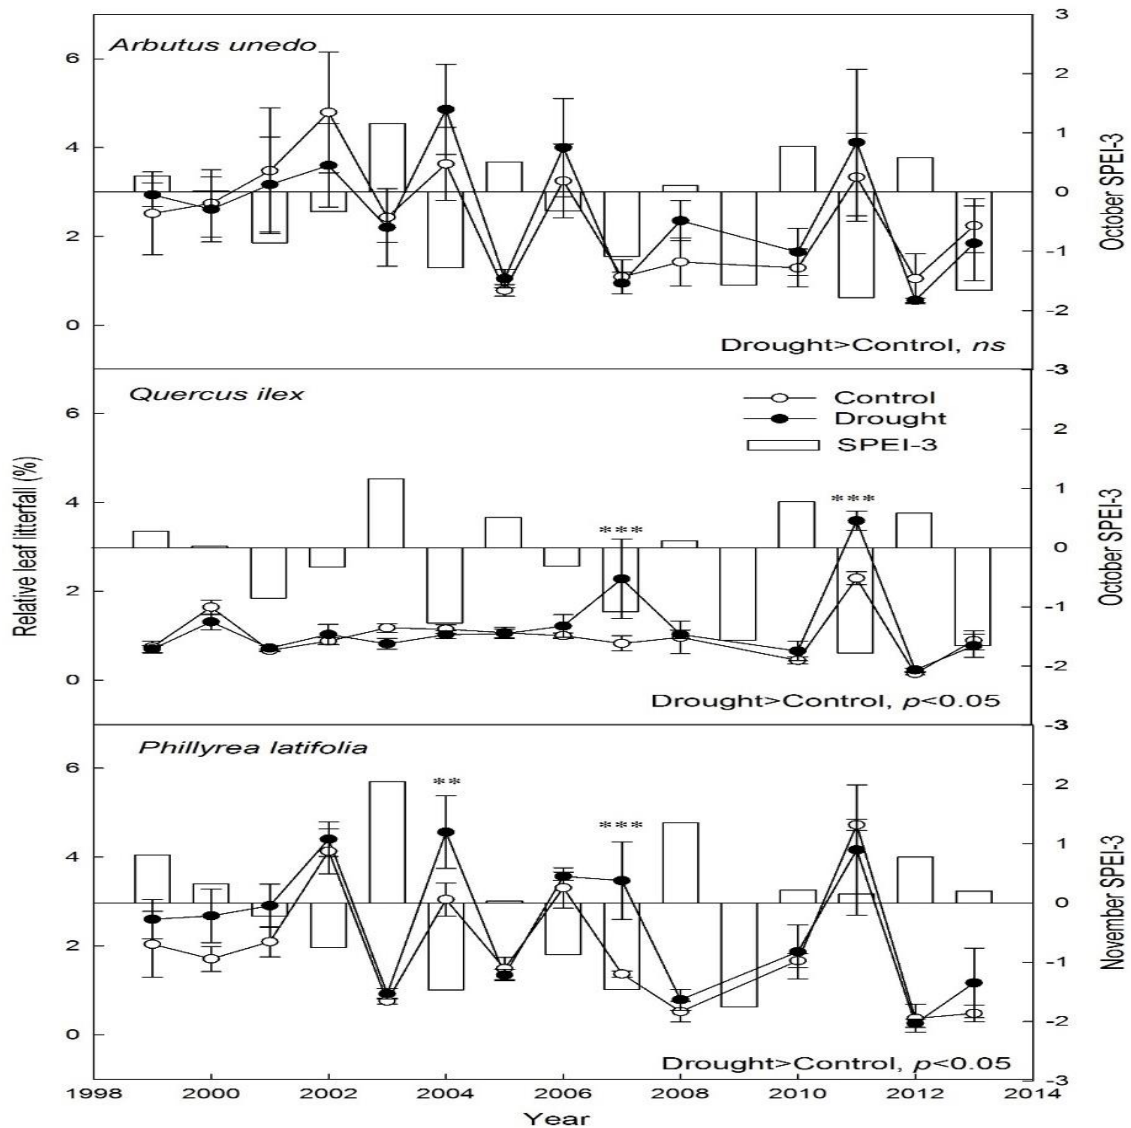 Arbutus unedo
6
4
2
0
3
2
1
0
-1
-2
-3
October SPEI-3
Drought>Control, ns
Quercus ilex
Control
Drought
SPEI-3
6
4
2
0
2
1
0
-1
-2
-3
***
***
Relative leaf litterfall (%)
October SPEI-3
Drought>Control, p<0.05
Phillyrea latifolia
6
4
2
0
2
1
0
-1
-2
-3
**
***
November SPEI-3
Drought>Control, p<0.05
1998 2000 2002 2004 2006 2008 2010 2012 2014
Year